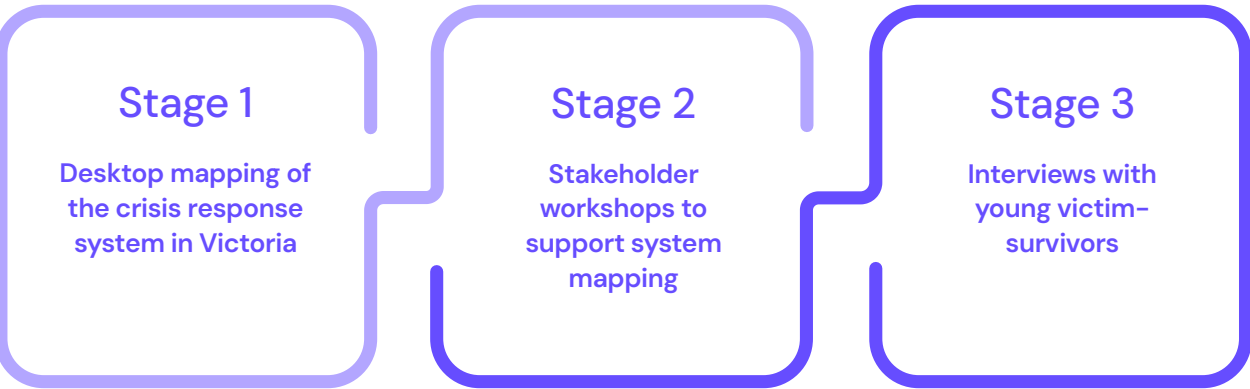 Stage 1
Desktop mapping of
the crisis response
system in Victoria
Stage 2
Stakeholder
workshops to
support system
mapping
Stage 3
Interviews with
young victim-
survivors